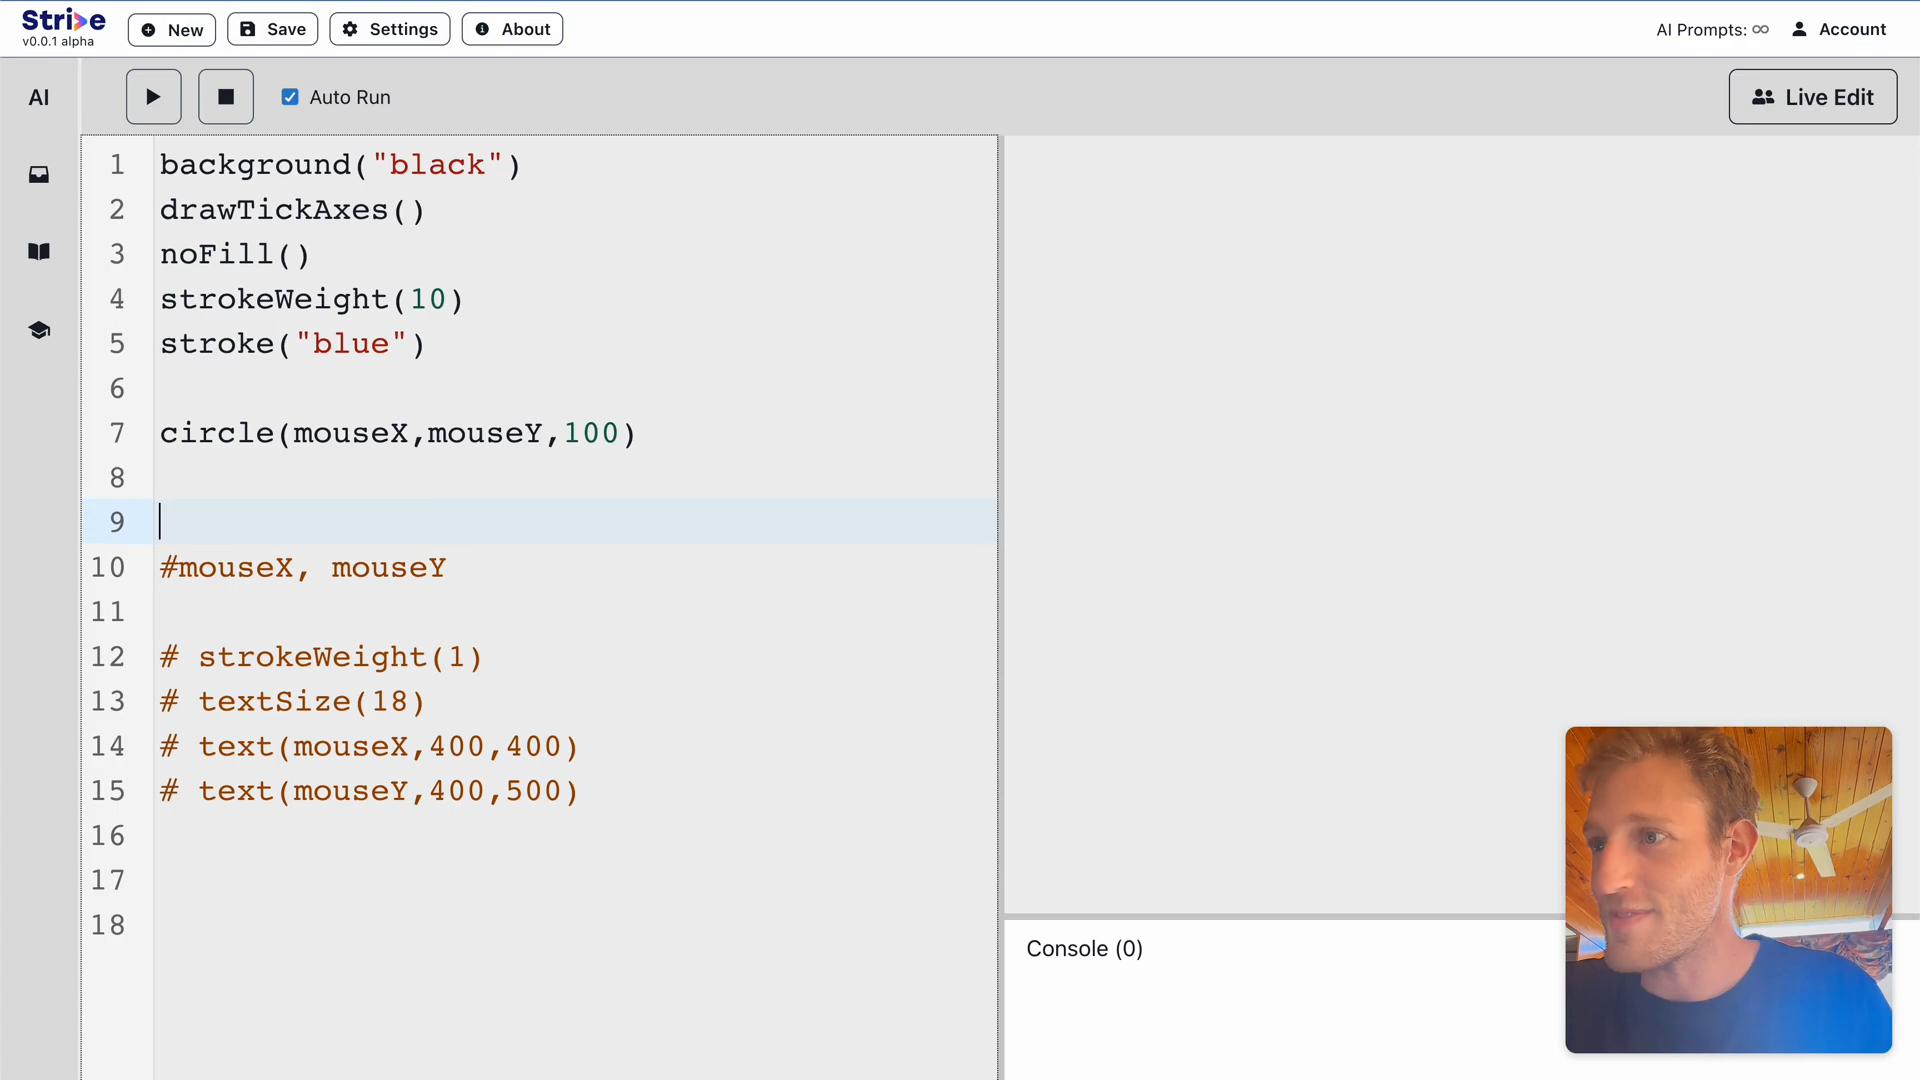 Strive
v0.0.1 alpha
New
Save
Settings
About
AI Prompts: ∞
Account
AI
Auto Run
Live Edit
1 background("black")
2 drawTickAxes()
3 noFill()
4 strokeWeight(10)
5 stroke("blue")
6
7 circle(mouseX,mouseY,100)
8
9
10 #mouseX, mouseY
11
12 # strokeWeight(1)
13 # textSize(18)
14 # text(mouseX,400,400)
15 # text(mouseY,400,500)
16
17
18
Console (0)